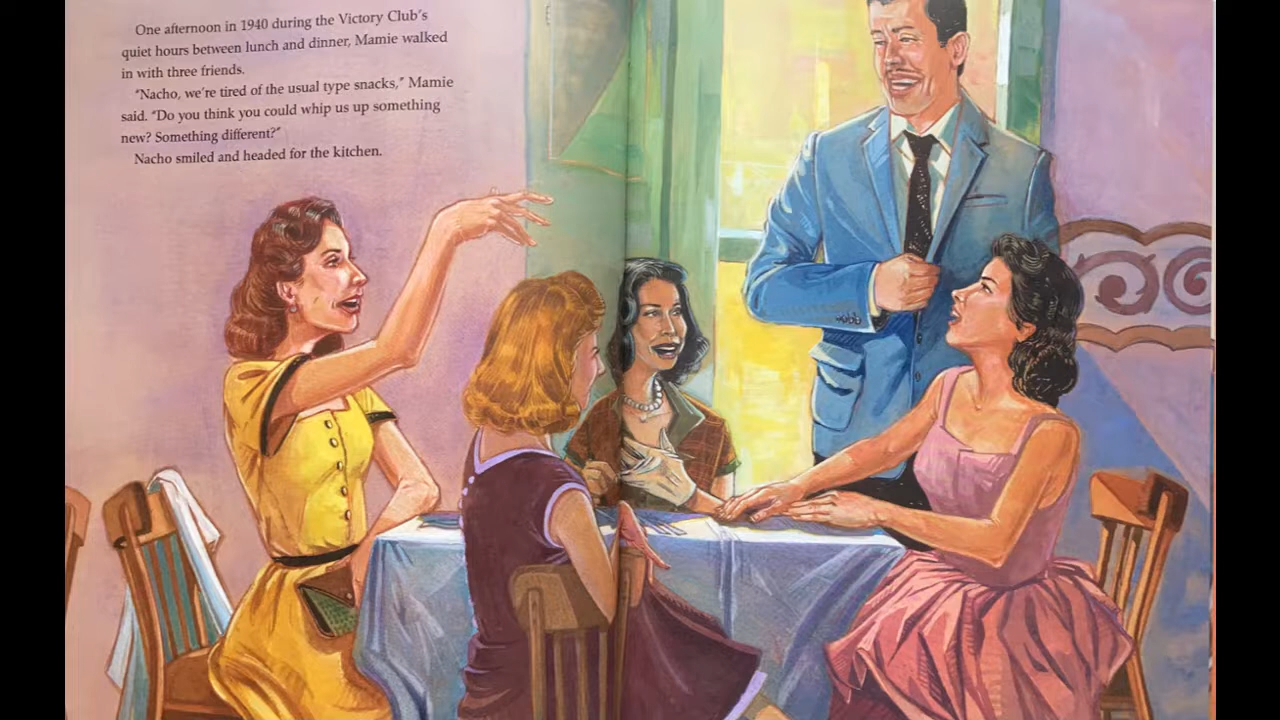 One afternoon in 1940 during the Victory Club's
quiet hours between lunch and dinner, Mamie walked
in with three friends.
"Nacho, we're tired of the usual type snacks," Mamie
said. "Do you think you could whip us up something
new? Something different?"
Nacho smiled and headed for the kitchen.